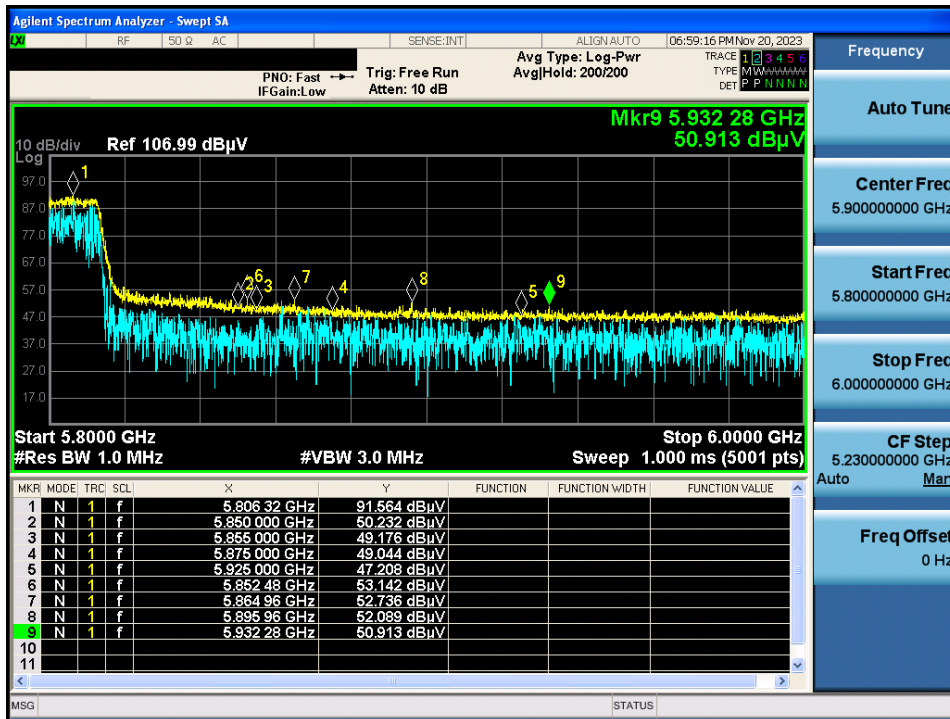 Agilent Spectrum Analyzer - Swept SA
LXI RF 50 Ω AC SENSE:INT ALIGN AUTO 06:59:16 PM Nov 20, 2023
Frequency
PNO: Fast
IFGain:Low
Trig: Free Run
Atten: 10 dB
Avg Type: Log-Pwr
Avg|Hold: 200/200
TRACE 1 2 3 4 5 6
TYPE M W W W W W
DET P P N N N N
Auto Tune
Mkr9 5.932 28 GHz
50.913 dBµV
10 dB/div Ref 106.99 dBµV
Log
97.0
87.0
77.0
67.0
57.0
47.0
37.0
27.0
17.0
1
2 6 3 7 4 8 5 9
Center Freq
5.900000000 GHz
Start Freq
5.800000000 GHz
Stop Freq
6.000000000 GHz
Start 5.8000 GHz Stop 6.0000 GHz
#Res BW 1.0 MHz #VBW 3.0 MHz Sweep 1.000 ms (5001 pts)
CF Step
5.230000000 GHz
Auto Man
Freq Offset
0 Hz
MKR MODE TRC SCL X Y FUNCTION FUNCTION WIDTH FUNCTION VALUE
1 N 1 f 5.806 32 GHz 91.564 dBµV
2 N 1 f 5.850 000 GHz 50.232 dBµV
3 N 1 f 5.855 000 GHz 49.176 dBµV
4 N 1 f 5.875 000 GHz 49.044 dBµV
5 N 1 f 5.925 000 GHz 47.208 dBµV
6 N 1 f 5.852 48 GHz 53.142 dBµV
7 N 1 f 5.864 96 GHz 52.736 dBµV
8 N 1 f 5.895 96 GHz 52.089 dBµV
9 N 1 f 5.932 28 GHz 50.913 dBµV
10
11
MSG STATUS